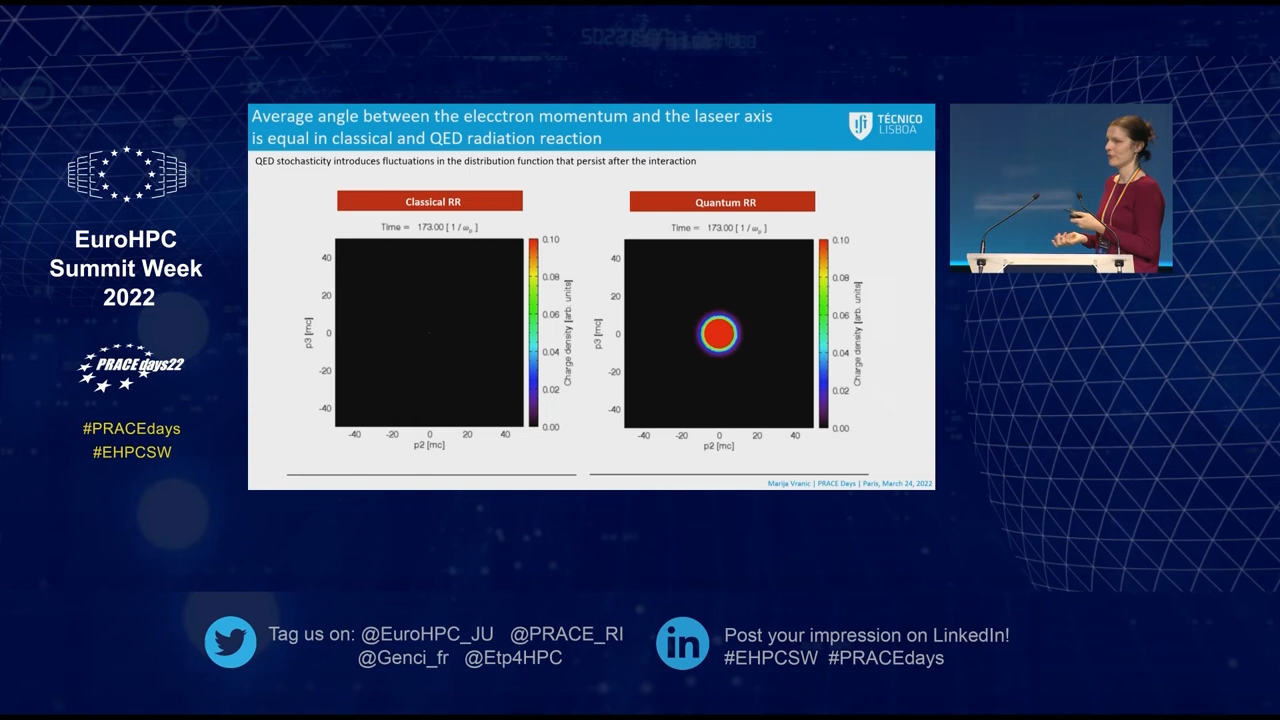 EuroHPC
Summit Week
2022
PRACEdays22
#PRACEdays
#EHPCSW
Average angle between the elecctron momentum and the laseer axis
is equal in classical and QED radiation reaction
TÉCNICO
LISBOA
QED stochasticity introduces fluctuations in the distribution function that persist after the interaction
Classical RR
Time = 173.00 [ 1 / ωp ]
40
20
0
-20
-40
p3 [mc]
-40 -20 0 20 40
p2 [mc]
0.10
0.08
0.06
0.04
0.02
0.00
Charge density [arb. units]
Quantum RR
Time = 173.00 [ 1 / ωp ]
40
20
0
-20
-40
p3 [mc]
-40 -20 0 20 40
p2 [mc]
0.10
0.08
0.06
0.04
0.02
0.00
Charge density [arb. units]
Marija Vranic | PRACE Days | Paris, March 24, 2022
Tag us on: @EuroHPC_JU @PRACE_RI
@Genci_fr @Etp4HPC
in
Post your impression on LinkedIn!
#EHPCSW #PRACEdays